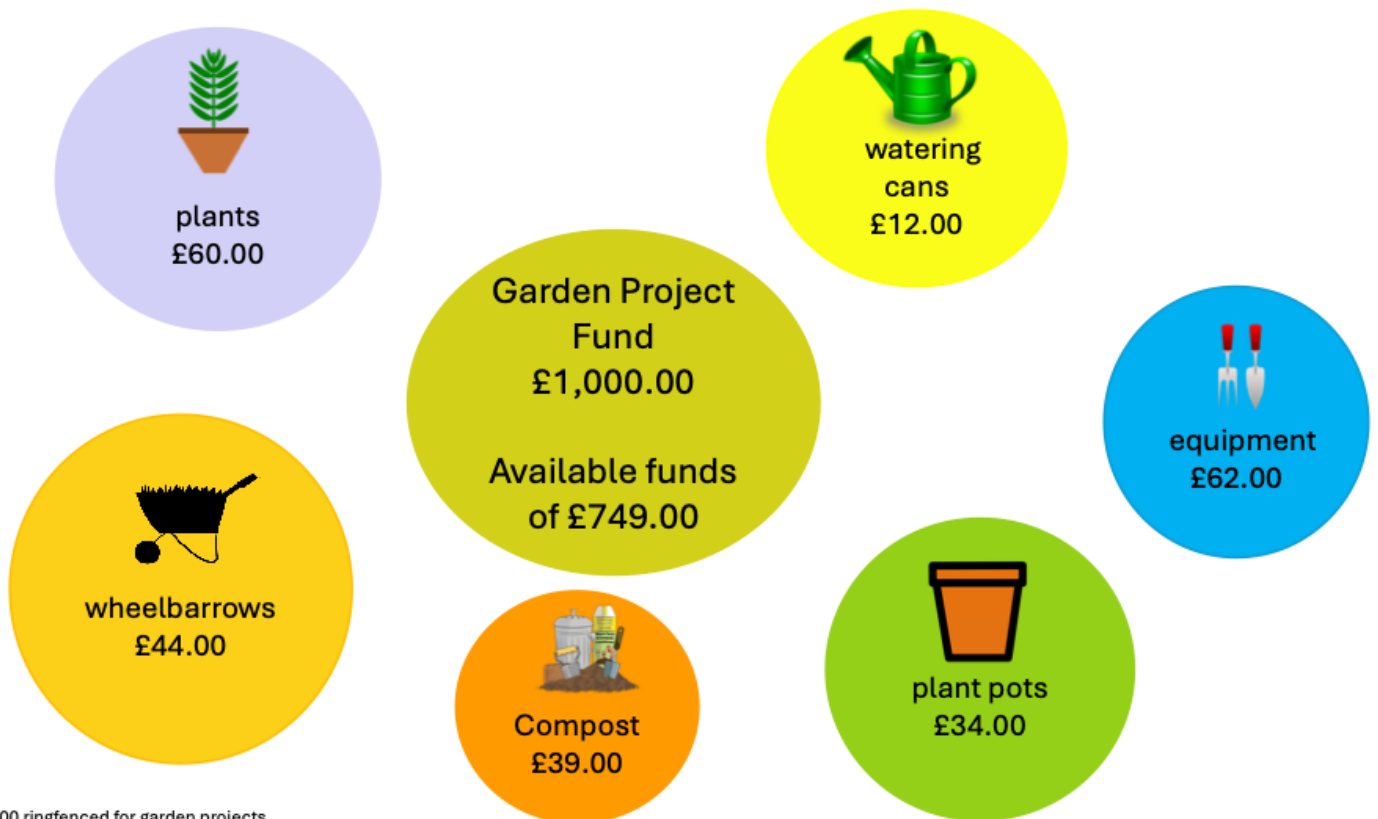 plants
£60.00
watering
cans
£12.00
Garden Project
Fund
£1,000.00
Available funds
of £749.00
equipment
£62.00
wheelbarrows
£44.00
Compost
£39.00
plant pots
£34.00
00 ringfenced for garden projects